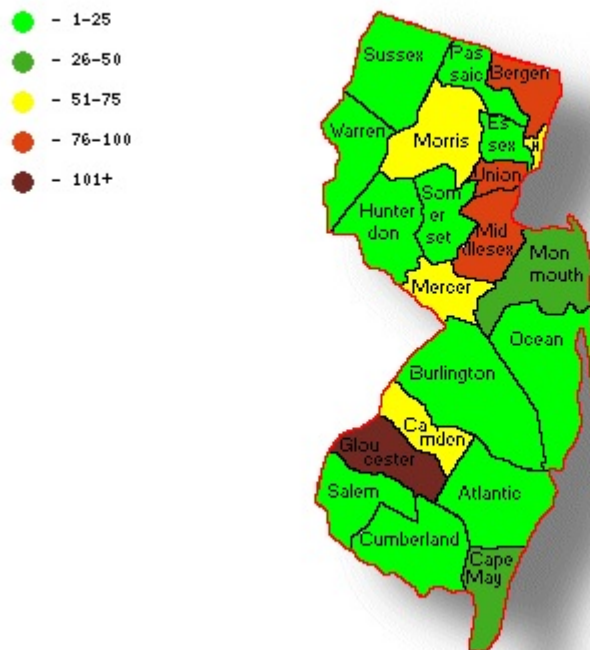 - 1-25
- 26-50
- 51-75
- 76-100
- 101+
Sussex
Pas
saic
Bergen
Warren
Morris
Es
sex
H
Union
Hunter
don
Som
er
set
Mid
dlesex
Mon
mouth
Mercer
Ocean
Burlington
Ca
mden
Glou
cester
Salem
Atlantic
Cumberland
Cape
May